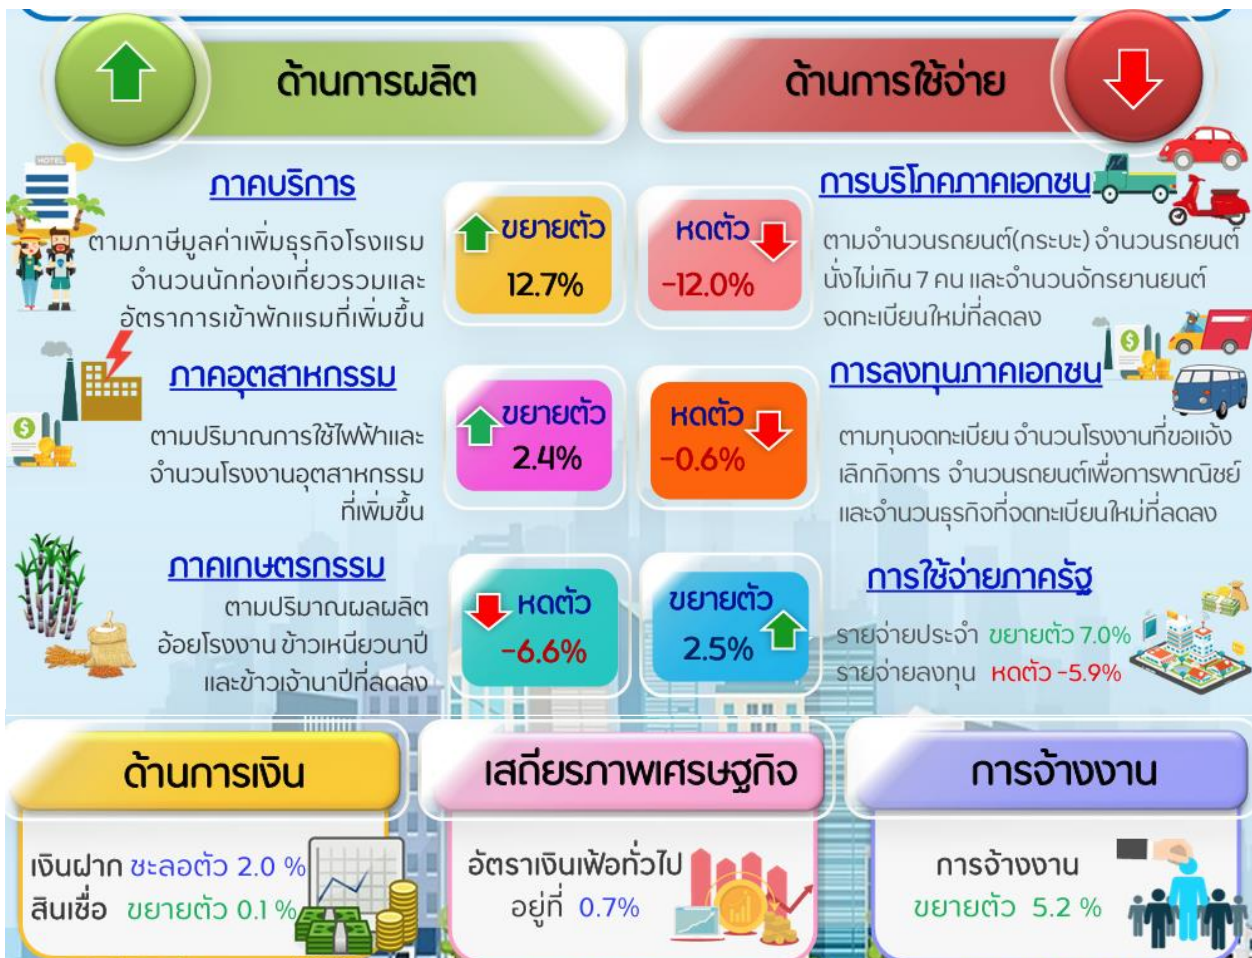 ด้านการผลิต
ด้านการใช้จ่าย
HOTEL
ภาคบริการ
ตามภาษีมูลค่าเพิ่มธุรกิจโรงแรม
จำนวนนักท่องเที่ยวรวมและ
อัตราการเข้าพักแรมที่เพิ่มขึ้น
ขยายตัว
12.7%
หดตัว
-12.0%
การบริโภคภาคเอกชน
ตามจำนวนรถยนต์(กระบะ) จำนวนรถยนต์
นั่งไม่เกิน 7 คน และจำนวนจักรยานยนต์
จดทะเบียนใหม่ที่ลดลง
ภาคอุตสาหกรรม
ตามปริมาณการใช้ไฟฟ้าและ
จำนวนโรงงานอุตสาหกรรม
ที่เพิ่มขึ้น
ขยายตัว
2.4%
หดตัว
-0.6%
การลงทุนภาคเอกชน
ตามทุนจดทะเบียน จำนวนโรงงานที่ขอแจ้ง
เลิกกิจการ จำนวนรถยนต์เพื่อการพาณิชย์
และจำนวนธุรกิจที่จดทะเบียนใหม่ที่ลดลง
ภาคเกษตรกรรม
ตามปริมาณผลผลิต
อ้อยโรงงาน ข้าวเหนียวนาปี
และข้าวเจ้านาปีที่ลดลง
หดตัว
-6.6%
ขยายตัว
2.5%
การใช้จ่ายภาครัฐ
รายจ่ายประจำ ขยายตัว 7.0%
รายจ่ายลงทุน หดตัว -5.9%
ด้านการเงิน
เงินฝาก ชะลอตัว 2.0 %
สินเชื่อ ขยายตัว 0.1 %
เสถียรภาพเศรษฐกิจ
อัตราเงินเฟ้อทั่วไป
อยู่ที่ 0.7%
การจ้างงาน
การจ้างงาน
ขยายตัว 5.2 %